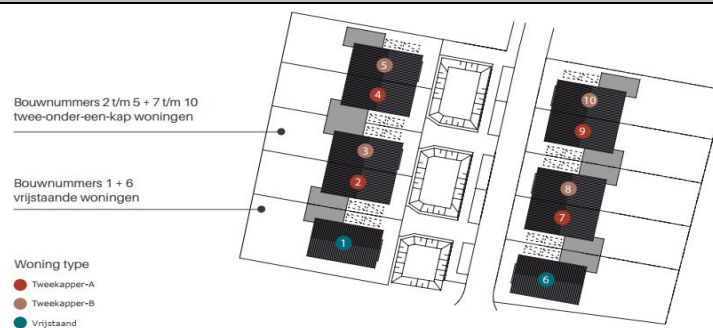 Bouwnummers 2 t/m 5 + 7 t/m 10
twee-onder-een-kap woningen
Bouwnummers 1 + 6
vrijstaande woningen
Woning type
Tweekapper-A
Tweekapper-B
Vrijstaand
5
4
3
2
1
10
9
8
7
6